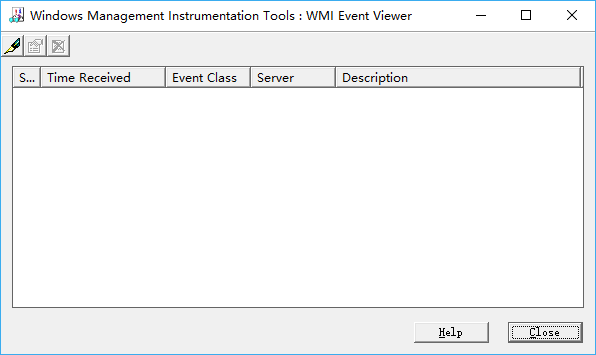 Windows Management Instrumentation Tools : WMI Event Viewer
S... Time Received Event Class Server Description
Help Close